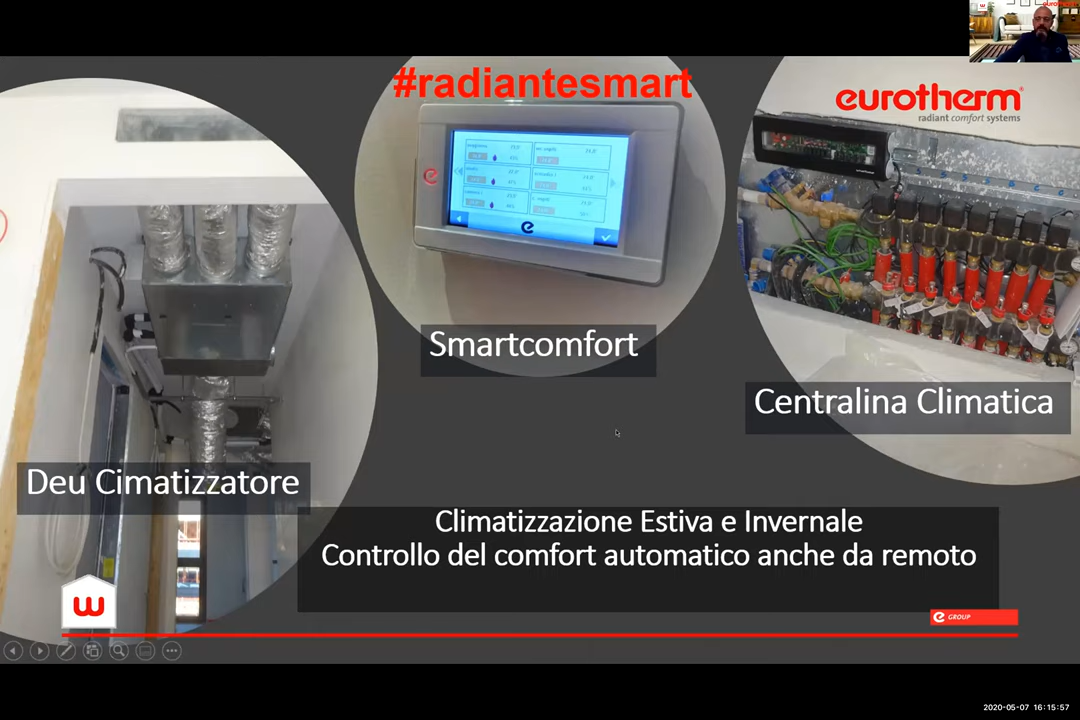 #radiantesmart
eurotherm®
radiant comfort systems
Smartcomfort
Centralina Climatica
Deu Cimatizzatore
Climatizzazione Estiva e Invernale
Controllo del comfort automatico anche da remoto
w
e GROUP
2020-05-07 16:15:57